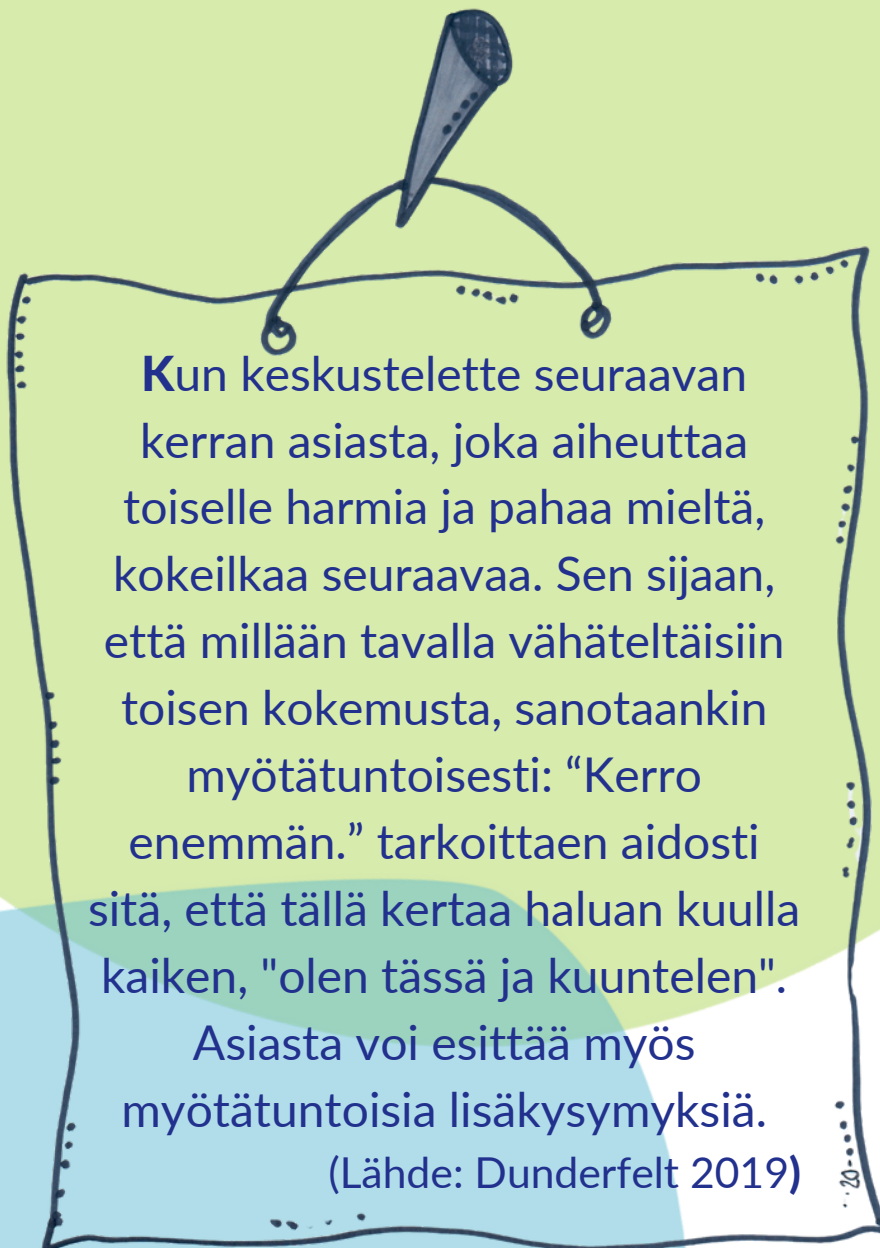 Kun keskustelette seuraavan
kerran asiasta, joka aiheuttaa
toiselle harmia ja pahaa mieltä,
kokeilkaa seuraavaa. Sen sijaan,
että millään tavalla vähäteltäisiin
toisen kokemusta, sanotaankin
myötätuntoisesti: “Kerro
enemmän.” tarkoittaen aidosti
sitä, että tällä kertaa haluan kuulla
kaiken, "olen tässä ja kuuntelen".
Asiasta voi esittää myös
myötätuntoisia lisäkysymyksiä.
(Lähde: Dunderfelt 2019)
-20-